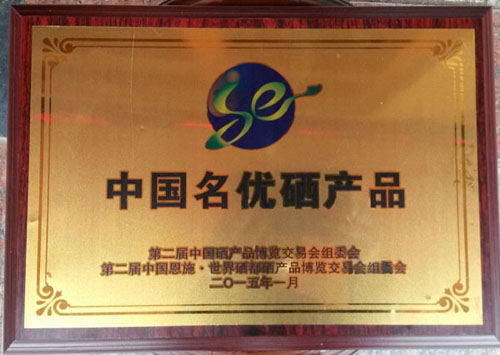 Se
中国名优硒产品
第二届中国硒产品博览交易会组委会
第二届中国恩施·世界硒都硒产品博览交易会组委会
二〇一五年一月